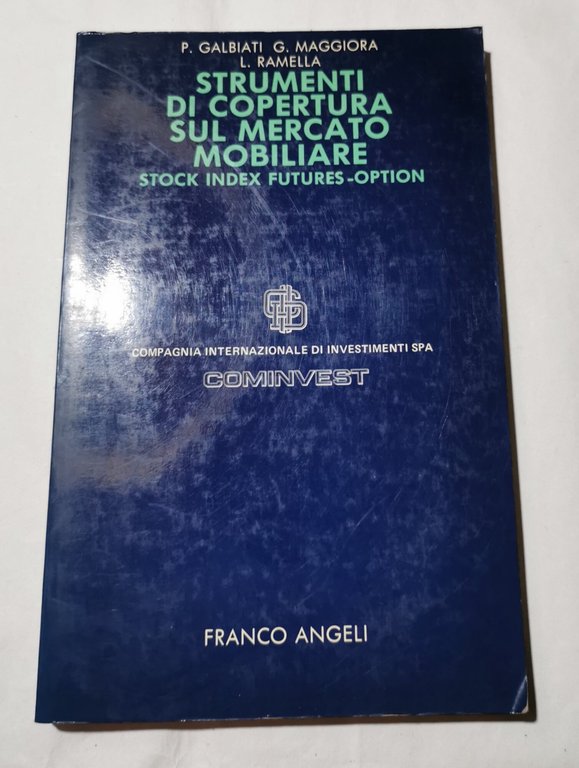 P. GALBIATI G. MAGGIORA
L. RAMELLA
STRUMENTI
DI COPERTURA
SUL MERCATO
MOBILIARE
STOCK INDEX FUTURES-OPTION
COMPAGNIA INTERNAZIONALE DI INVESTIMENTI SPA
COMINVEST
FRANCO ANGELI